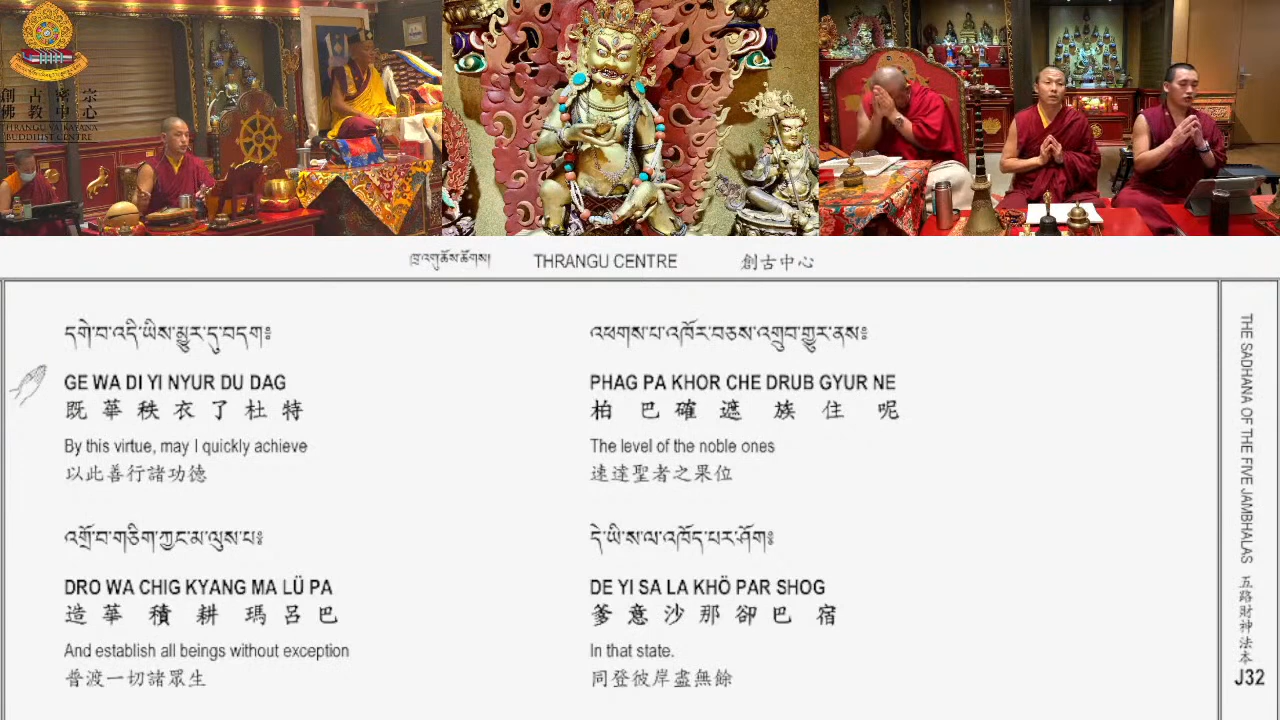 創古密宗
佛教中心
THRANGU VAJRAYANA
BUDDHIST CENTRE
ཁྲ་འགུ་ཆོས་ཚོགས། THRANGU CENTRE 創古中心
དགེ་བ་འདི་ཡིས་མྱུར་དུ་བདག༔
GE WA DI YI NYUR DU DAG
既華秩衣了杜特
By this virtue, may I quickly achieve
以此善行諸功德
འཕགས་པ་འཁོར་བཅས་འགྲུབ་གྱུར་ནས༔
PHAG PA KHOR CHE DRUB GYUR NE
柏巴確遮族住呢
The level of the noble ones
速達聖者之果位
འགྲོ་བ་གཅིག་ཀྱང་མ་ལུས་པ༔
DRO WA CHIG KYANG MA LÜ PA
造華積耕瑪呂巴
And establish all beings without exception
普渡一切諸眾生
དེ་ཡི་ས་ལ་འཁོད་པར་ཤོག༔
DE YI SA LA KHÖ PAR SHOG
爹意沙那卻巴宿
In that state.
同登彼岸盡無餘
THE SADHANA OF THE FIVE JAMBHALAS 五路財神法本
J32